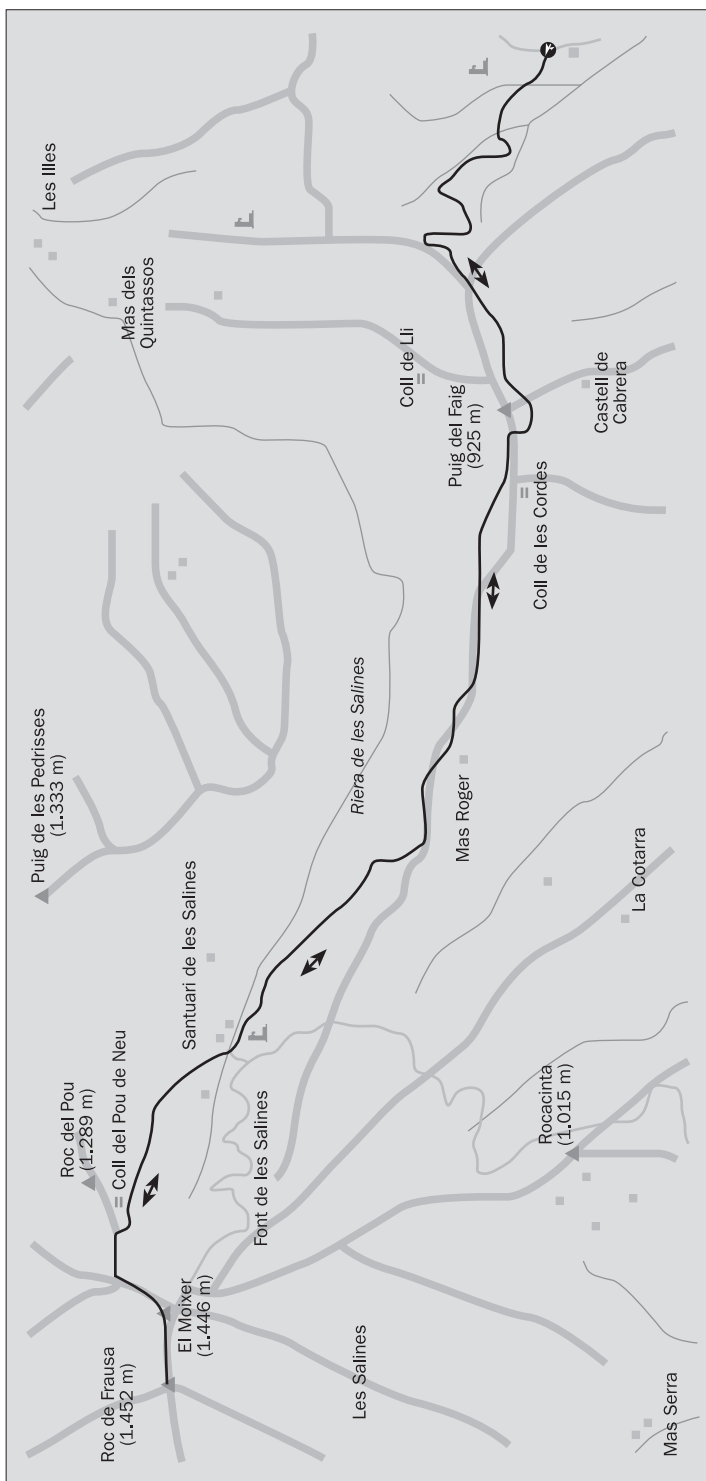 Les Illes
Mas dels
Quintassos
Coll de Lli
Puig del Faig
(925 m)
Castell de
Cabrera
Coll de les Cordes
Puig de les Pedrisses
(1.333 m)
Riera de les Salines
Mas Roger
La Cotarra
Santuari de les Salines
Roc del Pou
(1.289 m)
Coll del Pou de Neu
Font de les Salines
Rocacinta
(1.015 m)
El Moixer
(1.446 m)
Roc de Frausa
(1.452 m)
Les Salines
Mas Serra